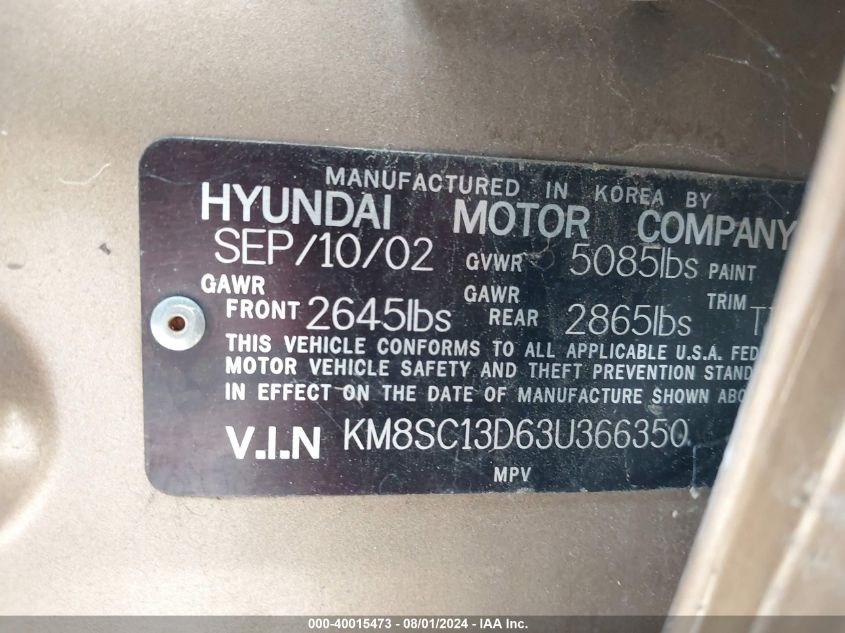 MANUFACTURED IN KOREA BY
HYUNDAI MOTOR COMPANY
SEP/10/02 GVWR 5085lbs PAINT
GAWR FRONT 2645lbs GAWR REAR 2865lbs TRIM
THIS VEHICLE CONFORMS TO ALL APPLICABLE U.S.A. FED
MOTOR VEHICLE SAFETY AND THEFT PREVENTION STAND
IN EFFECT ON THE DATE OF MANUFACTURE SHOWN ABO
V.I.N KM8SC13D63U366350
MPV
000-40015473 - 08/01/2024 - IAA Inc.